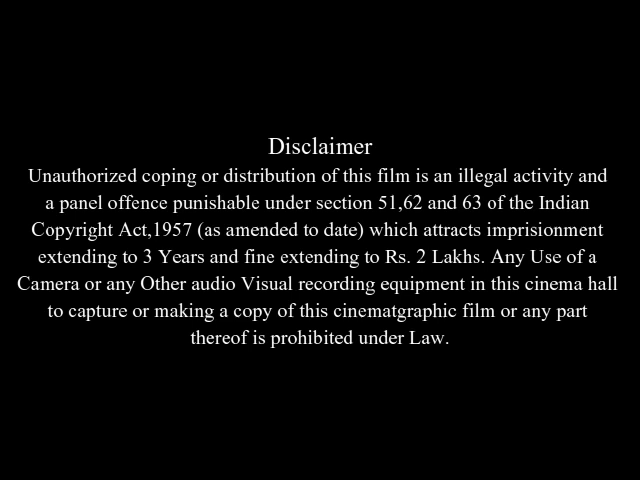 Disclaimer
Unauthorized coping or distribution of this film is an illegal activity and
a panel offence punishable under section 51,62 and 63 of the Indian
Copyright Act,1957 (as amended to date) which attracts imprisionment
extending to 3 Years and fine extending to Rs. 2 Lakhs. Any Use of a
Camera or any Other audio Visual recording equipment in this cinema hall
to capture or making a copy of this cinematgraphic film or any part
thereof is prohibited under Law.